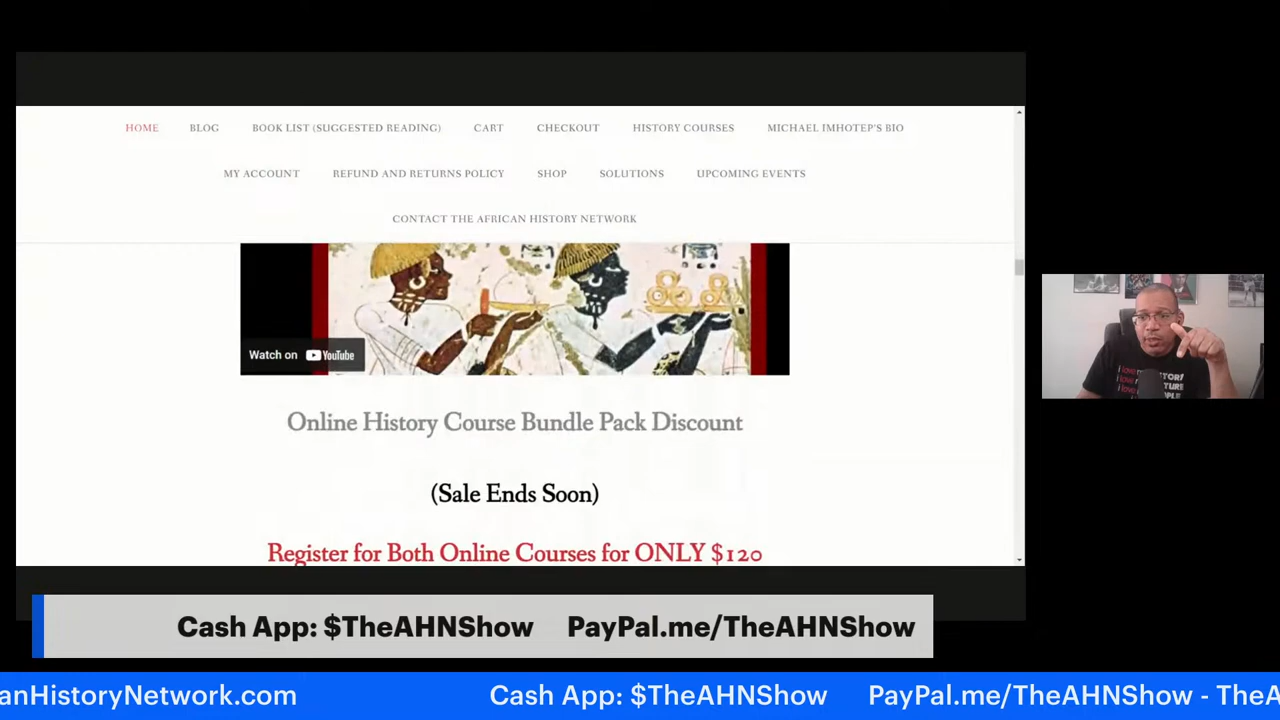 HOME BLOG BOOK LIST (SUGGESTED READING) CART CHECKOUT HISTORY COURSES MICHAEL IMHOTEP'S BIO
MY ACCOUNT REFUND AND RETURNS POLICY SHOP SOLUTIONS UPCOMING EVENTS
CONTACT THE AFRICAN HISTORY NETWORK
Watch on YouTube
Online History Course Bundle Pack Discount
(Sale Ends Soon)
Register for Both Online Courses for ONLY $120
I love
Cash App: $TheAHNShow PayPal.me/TheAHNShow
anHistoryNetwork.com Cash App: $TheAHNShow PayPal.me/TheAHNShow - TheA